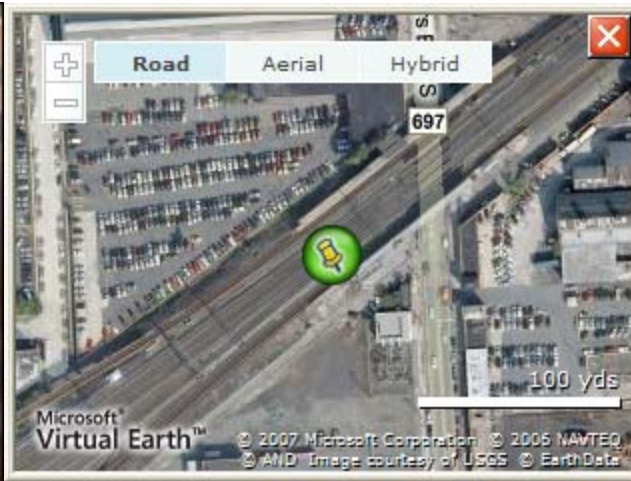 Road Aerial Hybrid
S
697
100 yds
Microsoft®
Virtual Earth™
© 2007 Microsoft Corporation © 2006 NAVTEQ
© AND Image courtesy of USGS © EarthData